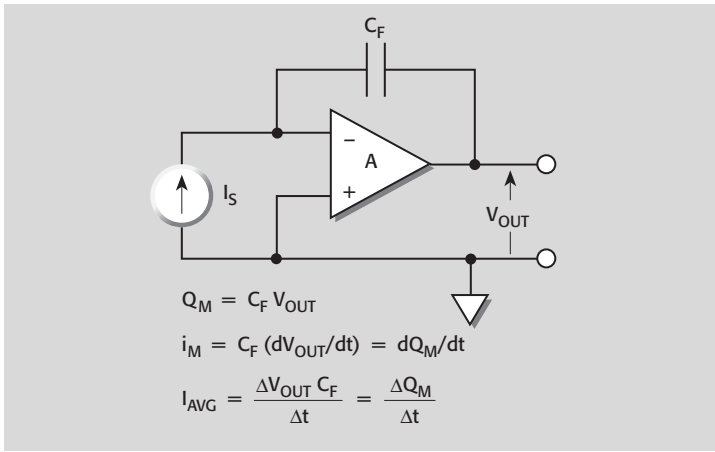 C_F
−
A
+
I_S
V_OUT
Q_M = C_F V_OUT
i_M = C_F (dV_OUT/dt) = dQ_M/dt
I_AVG = ΔV_OUT C_F / Δt = ΔQ_M / Δt